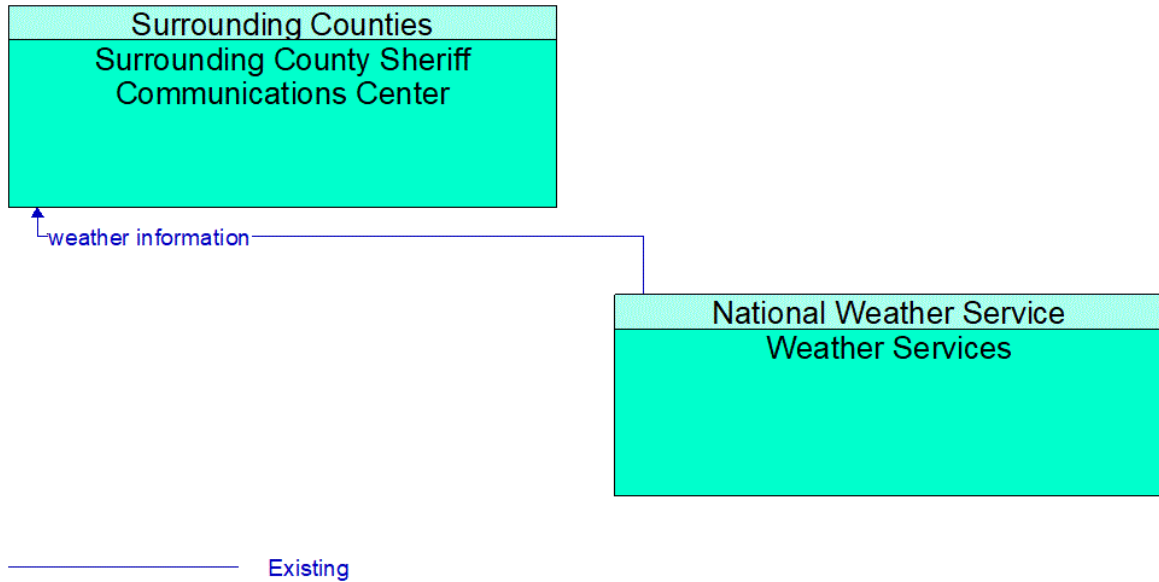 Surrounding Counties
Surrounding County Sheriff
Communications Center
weather information
National Weather Service
Weather Services
Existing